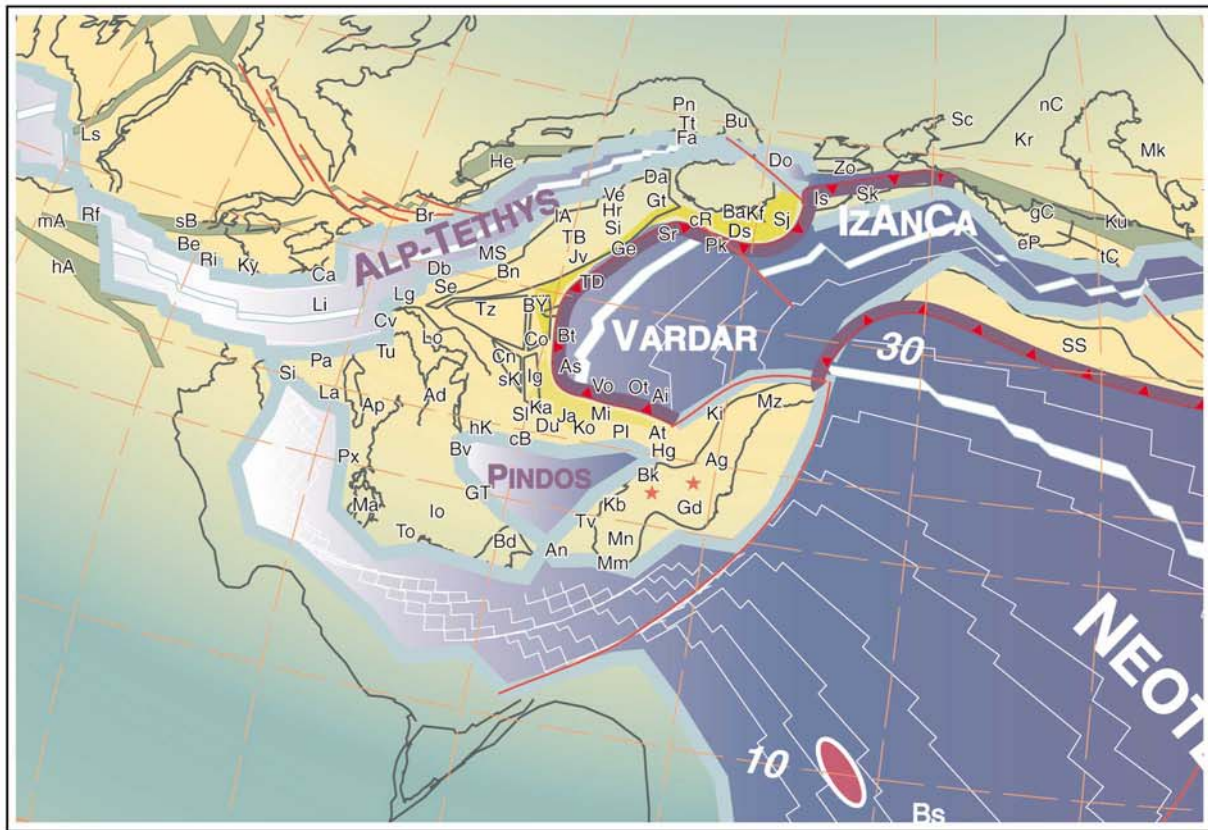 Pn
Tt
Fa
Bu
Sc
nC
Kr
Mk
Ls
He
Do
Zo
Da
Ve
Gt
Is
Sk
Hr
Si
IA
TB
Jv
Ge
Sr
cR
Ba
Kf
Ds
Pk
Sj
gC
Ku
eP
tC
mA
Rf
sB
Be
Ri
Ky
Br
hA
Ca
Li
ALP-TETHYS
MS
Bn
Db
Se
Lg
Tz
BY
TD
IZANCA
VARDAR
30
SS
Cv
Tu
Lo
Co
Bt
Pa
Si
La
Ap
Ad
Cn
sK
Ig
As
Vo
Ot
Ai
Ki
Mz
Sl
Ka
Du
Ja
Ko
Mi
Pl
At
Hg
hK
cB
Bv
Px
PINDOS
Bk
Ag
GT
Kb
Gd
Ma
Io
To
Bd
An
Tv
Mn
Mm
NEOT
10
Bs